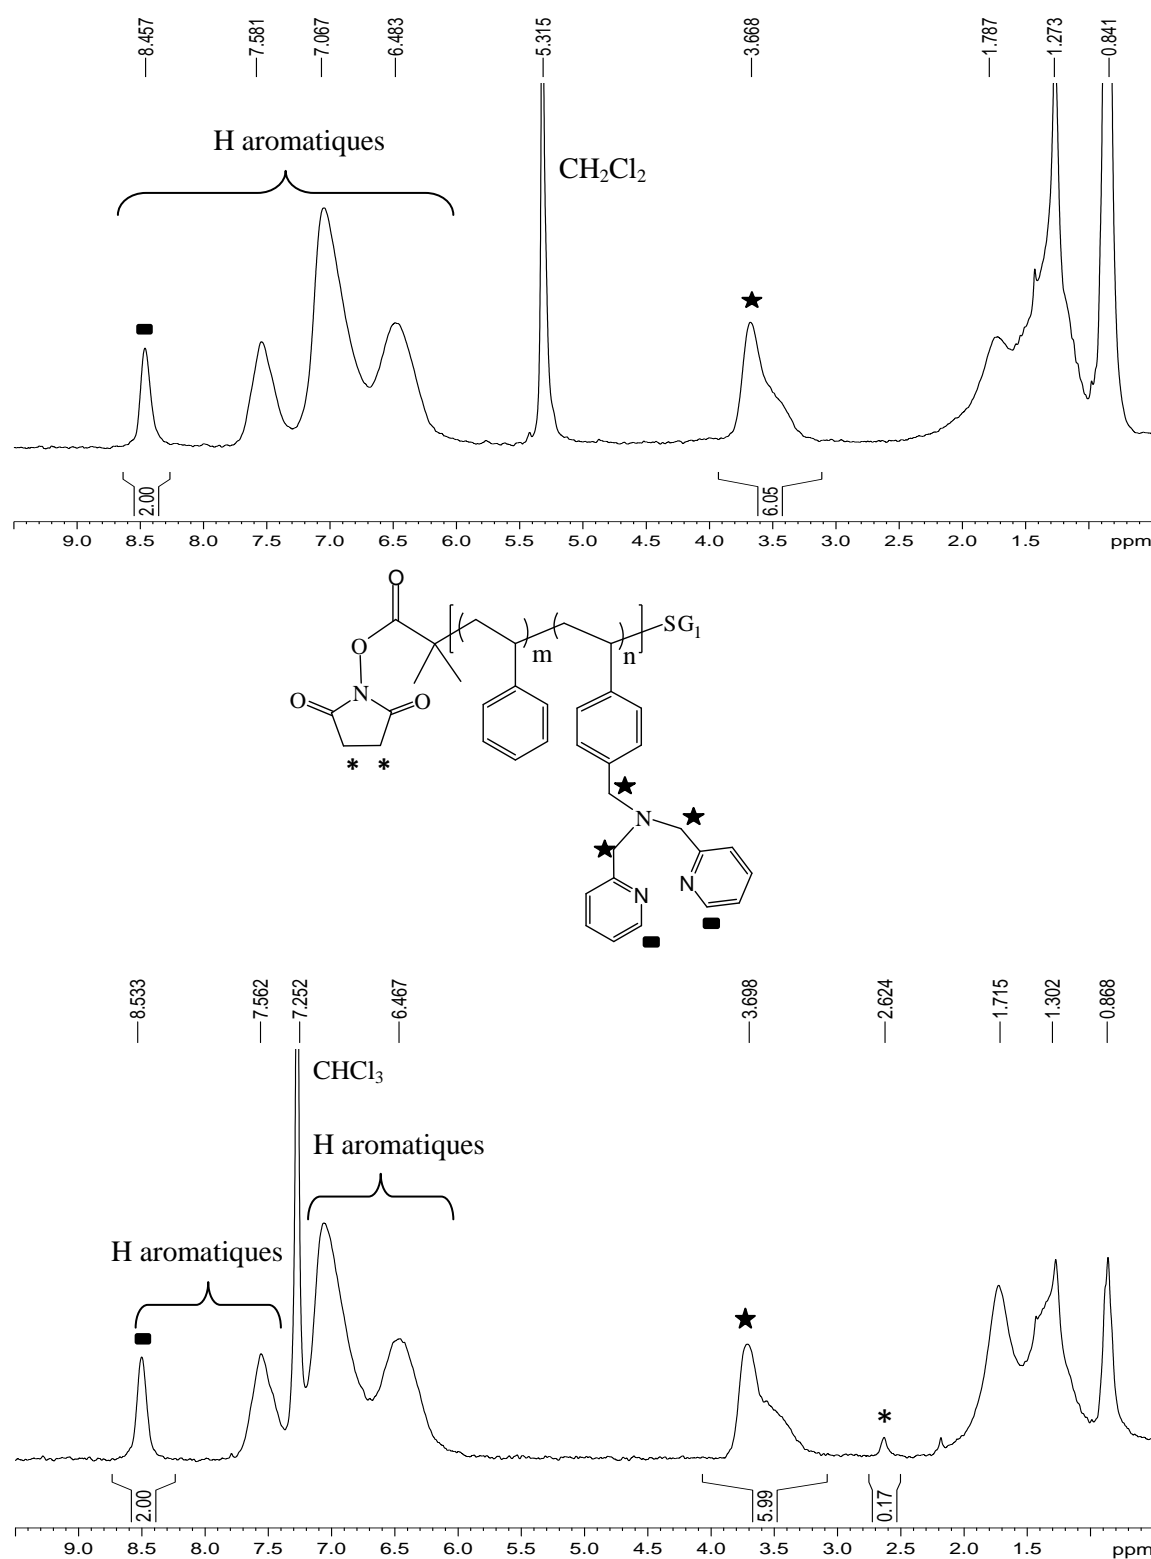 8.457 7.581 7.067 6.483 5.315 3.668 1.787 1.273 0.841
H aromatiques
CH₂Cl₂
2.00 6.05
9.0 8.5 8.0 7.5 7.0 6.5 6.0 5.5 5.0 4.5 4.0 3.5 3.0 2.5 2.0 1.5 ppm
O
O
SG₁
m n
N
O O
* *
N
N
N
8.533 7.562 7.252 6.467 3.698 2.624 1.715 1.302 0.868
CHCl₃
H aromatiques
H aromatiques
*
2.00 5.99 0.17
9.0 8.5 8.0 7.5 7.0 6.5 6.0 5.5 5.0 4.5 4.0 3.5 3.0 2.5 2.0 1.5 ppm